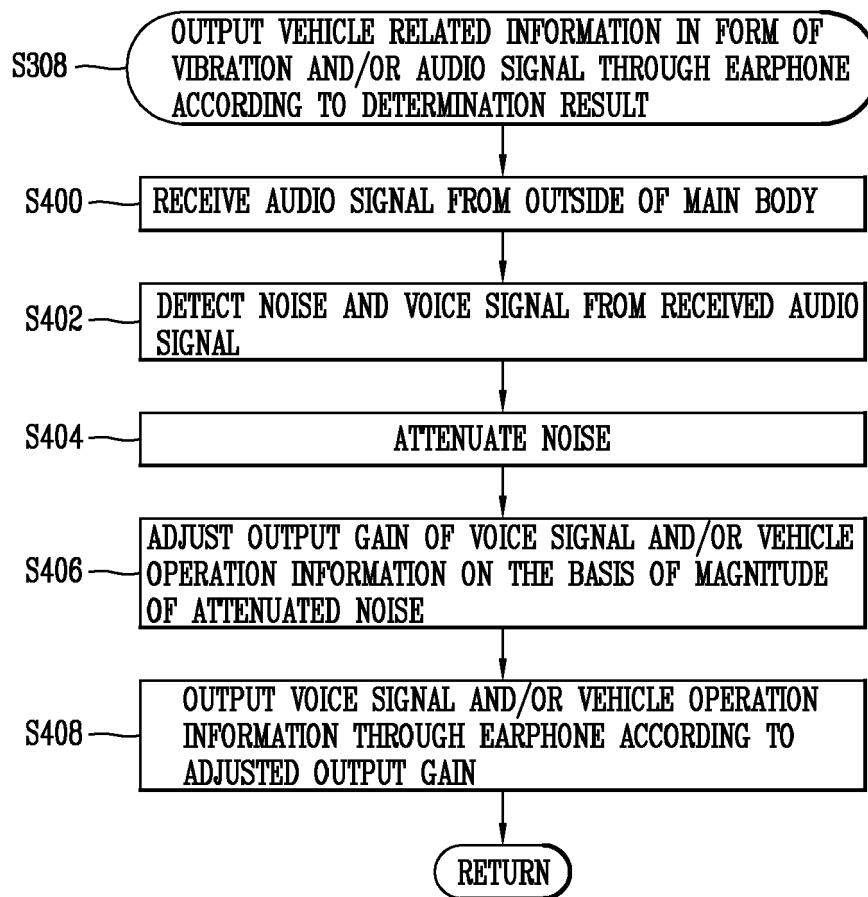 OUTPUT VEHICLE RELATED INFORMATION IN FORM OF
S308
VIBRATION AND/OR AUDIO SIGNAL THROUGH EARPHONE
ACCORDING TO DETERMINATION RESULT
S400
RECEIVE AUDIO SIGNAL FROM OUTSIDE OF MAIN BODY
S402
DETECT NOISE AND VOICE SIGNAL FROM RECEIVED AUDIO
SIGNAL
S404
ATTENUATE NOISE
ADJUST OUTPUT GAIN OF VOICE SIGNAL AND/OR VEHICLE
S406
OPERATION INFORMATION ON THE BASIS OF MAGNITUDE
OF ATTENUATED NOISE
OUTPUT VOICE SIGNAL AND/OR VEHICLE OPERATION
S408
INFORMATION THROUGH EARPHONE ACCORDING TO
ADJUSTED OUTPUT GAIN
RETURN